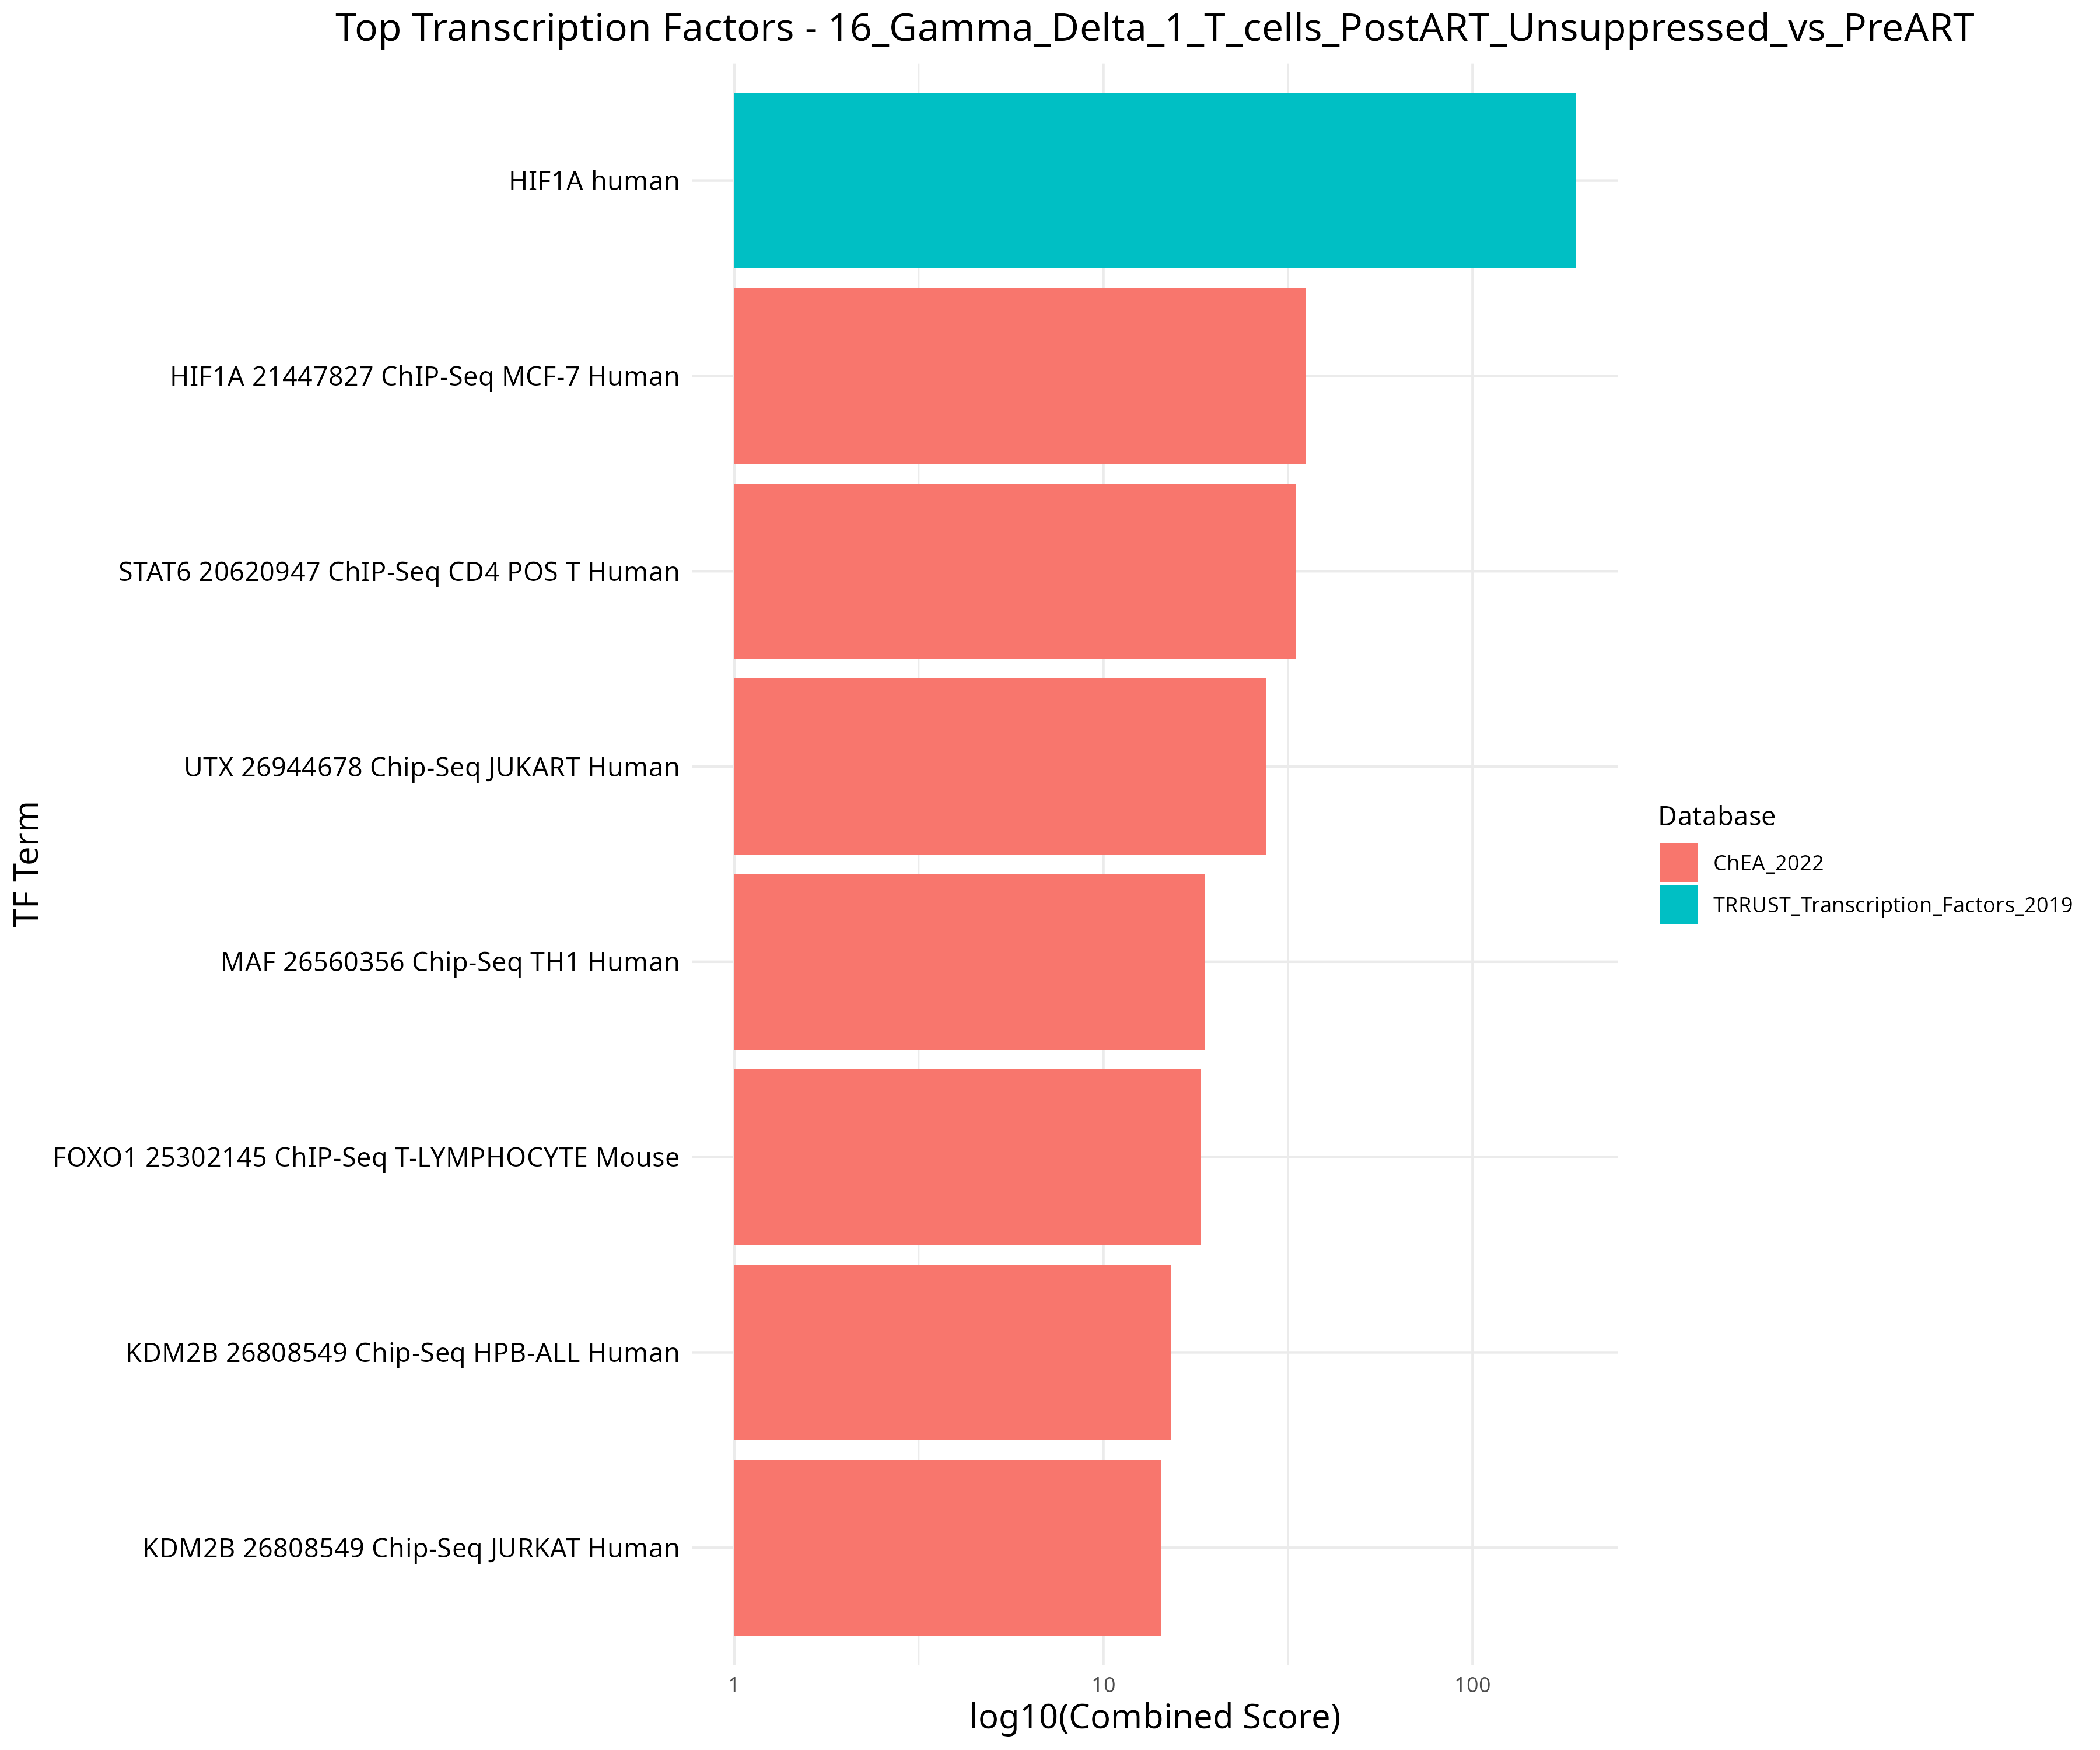 Top Transcription Factors - 16_Gamma_Delta_1_T_cells_PostART_Unsuppressed_vs_PreART
TF Term
HIF1A human
HIF1A 21447827 ChIP-Seq MCF-7 Human
STAT6 20620947 ChIP-Seq CD4 POS T Human
UTX 26944678 Chip-Seq JUKART Human
MAF 26560356 Chip-Seq TH1 Human
FOXO1 25302145 ChIP-Seq T-LYMPHOCYTE Mouse
KDM2B 26808549 Chip-Seq HPB-ALL Human
KDM2B 26808549 Chip-Seq JURKAT Human
1 10 100
log10(Combined Score)
Database
ChEA_2022
TRRUST_Transcription_Factors_2019